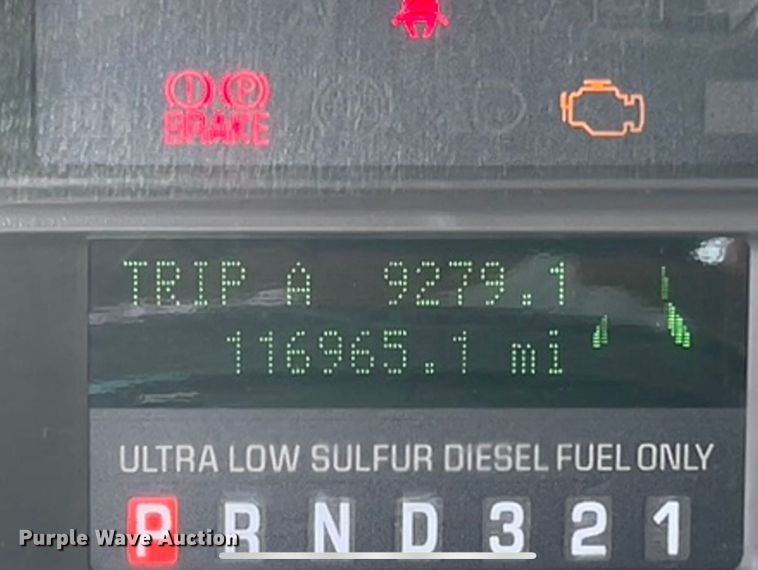 P
BRAKE
TRIP A 9279.1
116965.1 mi
ULTRA LOW SULFUR DIESEL FUEL ONLY
P R N D 3 2 1
Purple Wave Auction